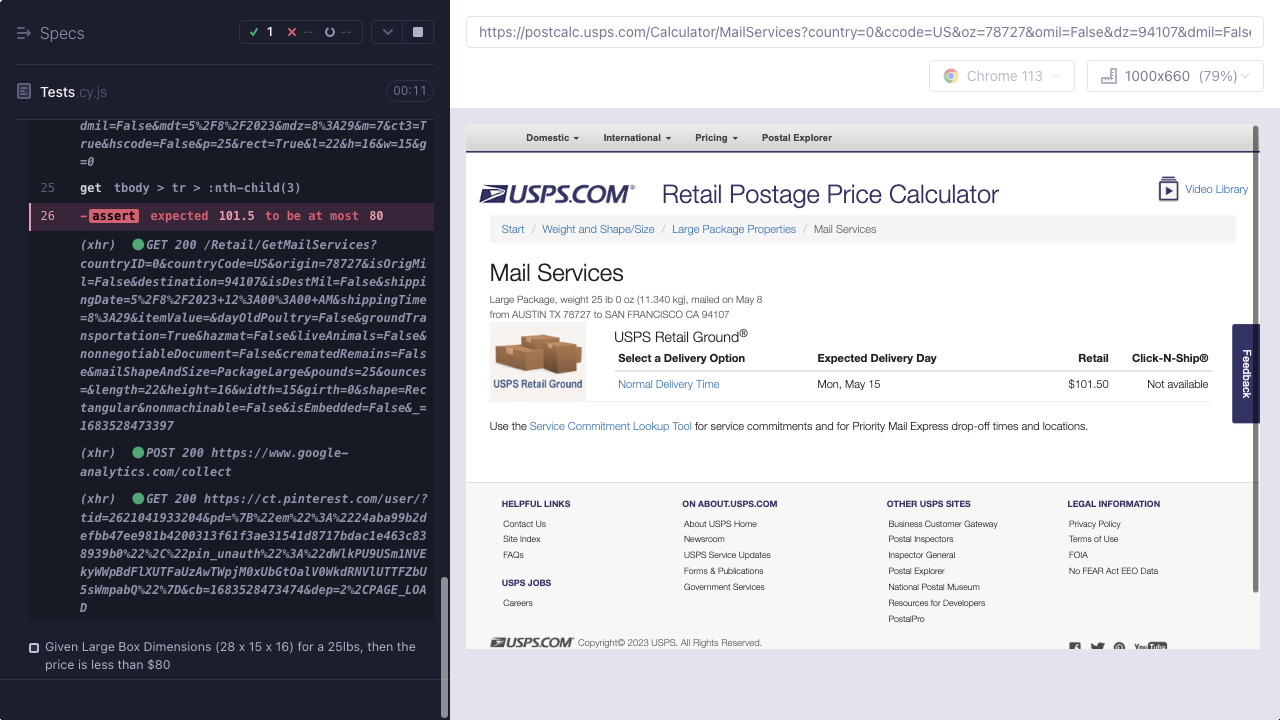 Specs
1
--
--
Tests.cy.js
00:11
dmil=False&mdt=5%2F8%2F2023&mdz=8%3A29&m=7&ct3=T
rue&hscode=False&p=25&rect=True&l=22&h=16&w=15&g
=0
25 get tbody > tr > :nth-child(3)
26 -assert expected 101.5 to be at most 80
(xhr) GET 200 /Retail/GetMailServices?
countryID=0&countryCode=US&origin=78727&isOrigMi
l=False&destination=94107&isDestMil=False&shippi
ngDate=5%2F8%2F2023+12%3A00%3A00+AM&shippingTime
=8%3A29&itemValue=&dayOldPoultry=False&groundTra
nsportation=True&hazmat=False&liveAnimals=False&
nonnegotiableDocument=False&crematedRemains=Fals
e&mailShapeAndSize=PackageLarge&pounds=25&ounces
=&length=22&height=16&width=15&girth=0&shape=Rec
tangular&nonmachinable=False&isEmbedded=False&_=
1683528473397
(xhr) POST 200 https://www.google-
analytics.com/collect
(xhr) GET 200 https://ct.pinterest.com/user/?
tid=2621041933204&pd=%7B%22em%22%3A%2224aba99b2d
efbb47ee981b4200313f61f3ae31541d8717bdac1e463c83
8939b0%22%2C%22pin_unauth%22%3A%22dWlkPU9USm1NVE
kyWWpBdFlXUTFaUzAwTWpjM0xUbGtOalV0WkdRNVlUTTFZbU
5sWmpabQ%22%7D&cb=1683528473474&dep=2%2CPAGE_LOA
D
Given Large Box Dimensions (28 x 15 x 16) for a 25lbs, then the
price is less than $80
https://postcalc.usps.com/Calculator/MailServices?country=0&ccode=US&oz=78727&omil=False&dz=94107&dmil=False
Chrome 113
1000x660 (79%)
Domestic International Pricing Postal Explorer
USPS.COM® Retail Postage Price Calculator
Video Library
Start / Weight and Shape/Size / Large Package Properties / Mail Services
Mail Services
Large Package, weight 25 lb 0 oz (11.340 kg), mailed on May 8
from AUSTIN TX 78727 to SAN FRANCISCO CA 94107
USPS Retail Ground®
Select a Delivery Option Expected Delivery Day Retail Click-N-Ship®
USPS Retail Ground
Normal Delivery Time Mon, May 15 $101.50 Not available
Feedback
Use the Service Commitment Lookup Tool for service commitments and for Priority Mail Express drop-off times and locations.
HELPFUL LINKS
Contact Us
Site Index
FAQs
USPS JOBS
Careers
ON ABOUT.USPS.COM
About USPS Home
Newsroom
USPS Service Updates
Forms & Publications
Government Services
OTHER USPS SITES
Business Customer Gateway
Postal Inspectors
Inspector General
Postal Explorer
National Postal Museum
Resources for Developers
PostalPro
LEGAL INFORMATION
Privacy Policy
Terms of Use
FOIA
No FEAR Act EEO Data
USPS.COM Copyright© 2023 USPS. All Rights Reserved.
YouTube